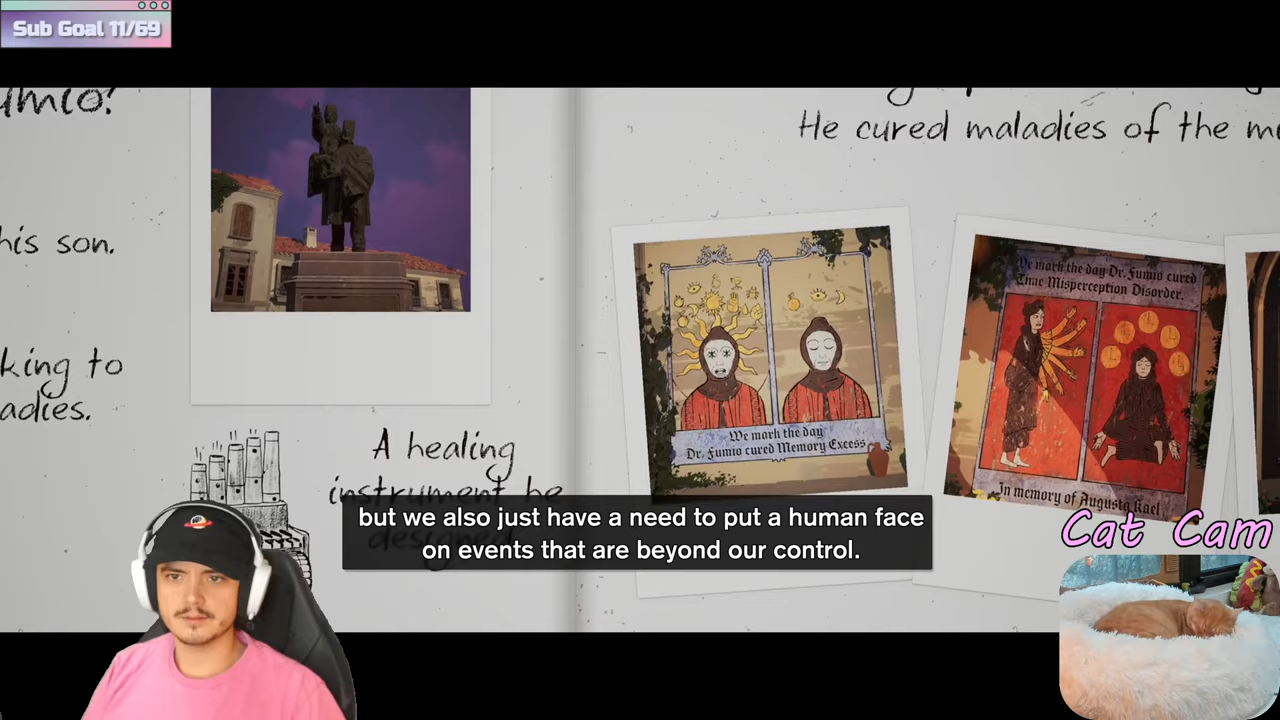 Sub Goal 11/69
He cured maladies of the
his son.
king to
adies.
A healing
instrument he
designed
We mark the day
Dr. Fumio cured Memory Excess
We mark the day Dr. Fumio cured
Time Misperception Disorder.
In memory of Augusta Kael
but we also just have a need to put a human face
on events that are beyond our control.
Cat Cam